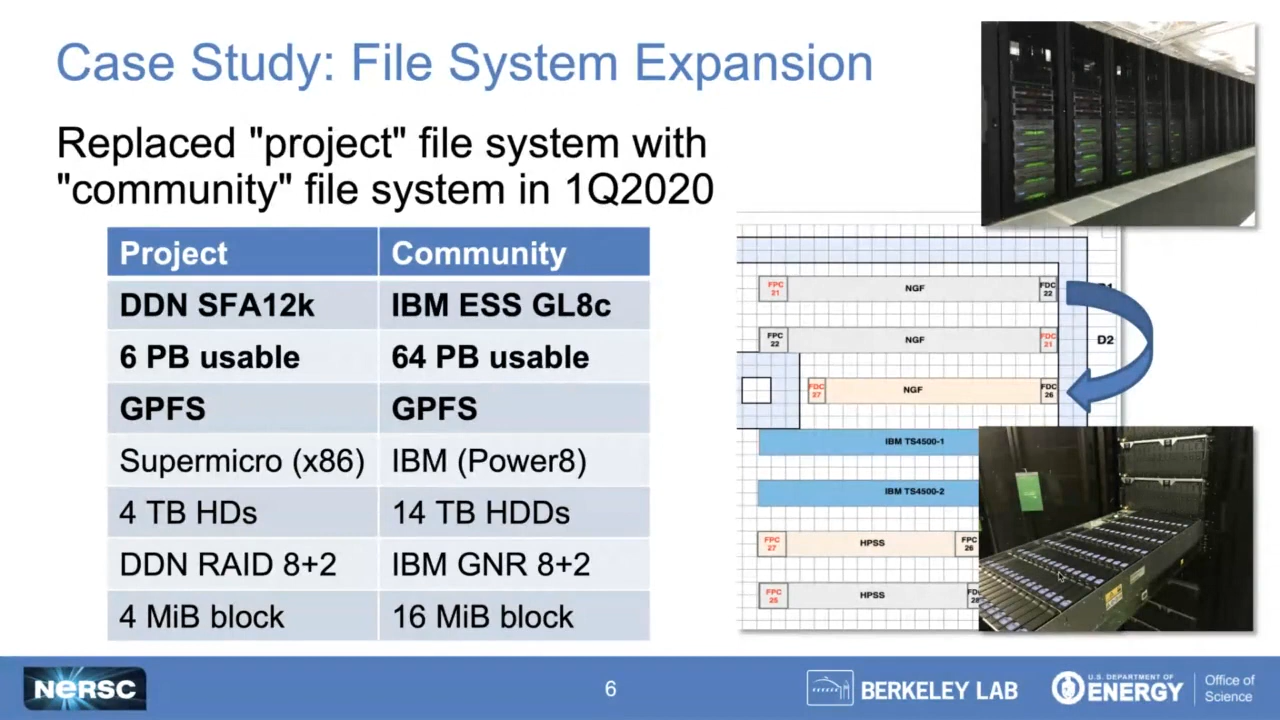 Case Study: File System Expansion
Replaced "project" file system with
"community" file system in 1Q2020
Project Community
DDN SFA12k IBM ESS GL8c
6 PB usable 64 PB usable
GPFS GPFS
Supermicro (x86) IBM (Power8)
4 TB HDs 14 TB HDDs
DDN RAID 8+2 IBM GNR 8+2
4 MiB block 16 MiB block
FPC 21 NGF FDC 22
FPC 22 NGF FDC 21 D2
FDC 27 NGF FDC 26
IBM TS4500-1
IBM TS4500-2
FPC 27 HPSS FPC 26
FPC 25 HPSS
NERSC
6
BERKELEY LAB
U.S. DEPARTMENT OF
ENERGY
Office of
Science